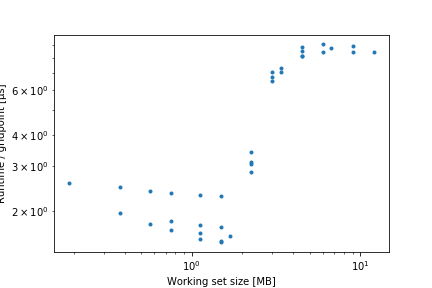 Runtime / gridpoint [µs]
6 × 10⁰
4 × 10⁰
3 × 10⁰
2 × 10⁰
10⁰
10¹
Working set size [MB]